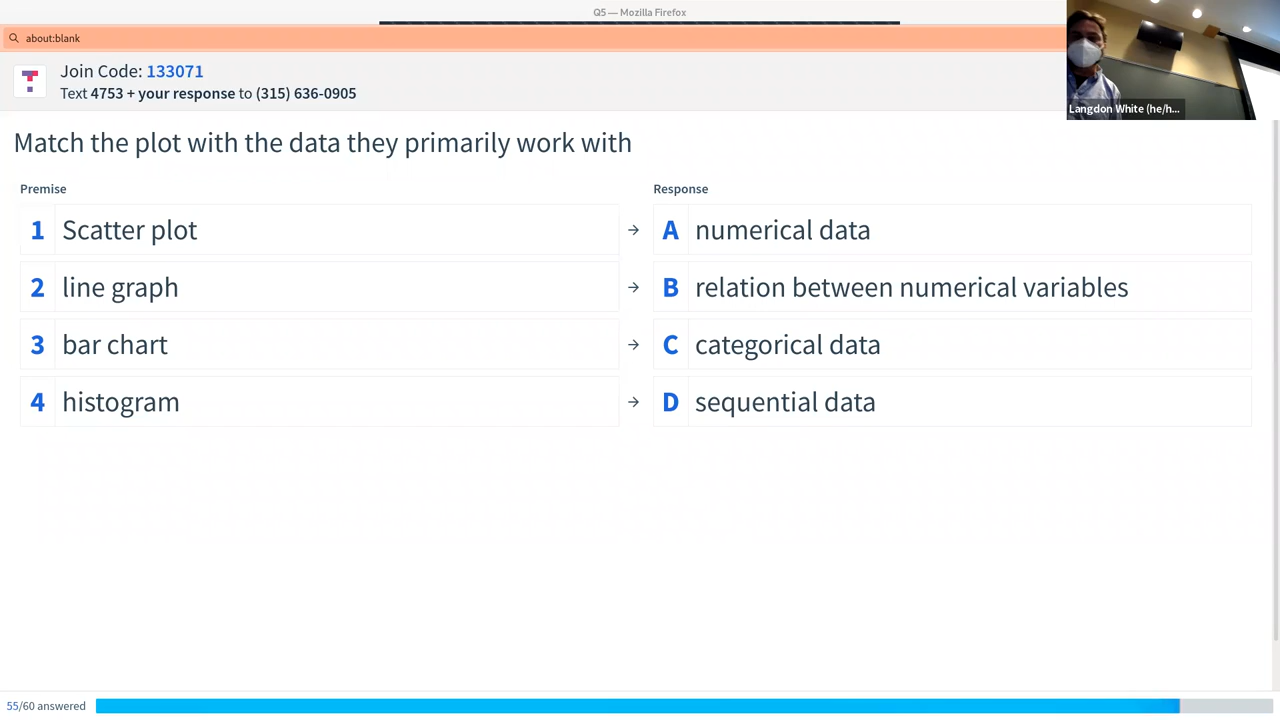 Q5 — Mozilla Firefox
about:blank
Join Code: 133071
Text 4753 + your response to (315) 636-0905
Langdon White (he/h...
Match the plot with the data they primarily work with
Premise
Response
1 Scatter plot → A numerical data
2 line graph → B relation between numerical variables
3 bar chart → C categorical data
4 histogram → D sequential data
55/60 answered